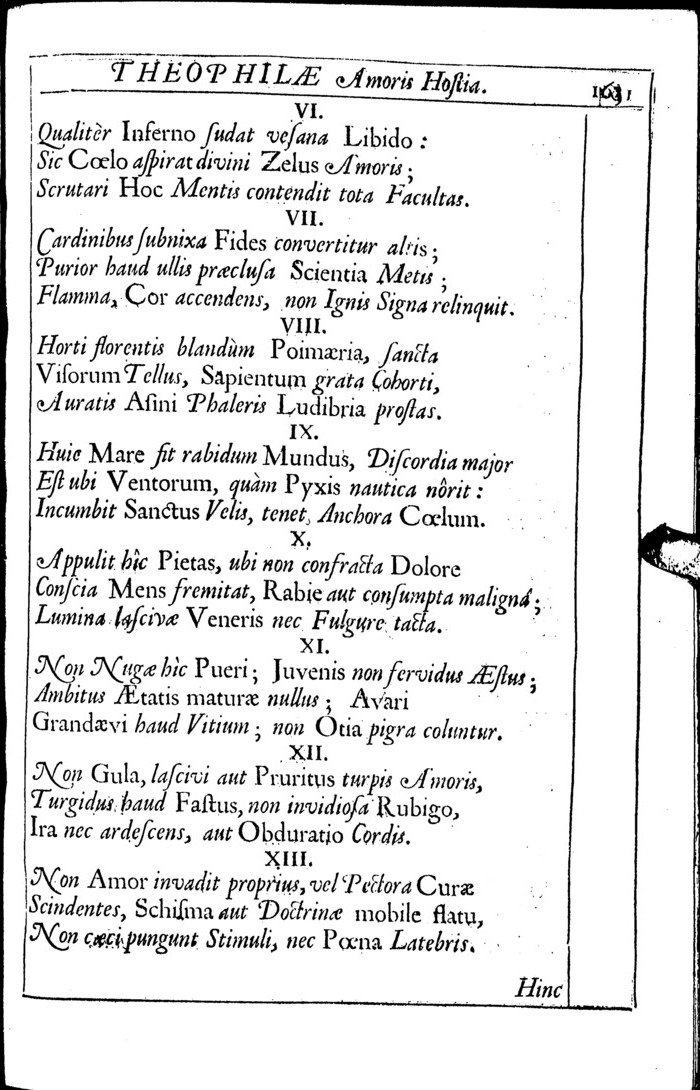 THEOPHILÆ Amoris Hoſtia.
VI.
Qualitèr Inferno ſudat veſana Libido :
Sic Cœlo aſpirat divini Zelus Amoris ;
Scrutari Hoc Mentis contendit tota Facultas.
VII.
Cardinibus ſubnixa Fides convertitur altis ;
Purior haud ullis præcluſa Scientia Metis ;
Flamma, Cor accendens, non Ignis Signa relinquit.
VIII.
Horti florentis blandùm Poimæria, ſancta
Viſorum Tellus, Sapientum grata Cohorti,
Auratis Aſini Phaleris Ludibria proſtas.
IX.
Huic Mare fit rabidum Mundus, Diſcordia major
Eſt ubi Ventorum, quàm Pyxis nautica nôrit :
Incumbit Sanctus Velis, tenet Anchora Cœlum.
X.
Appulit hîc Pietas, ubi non confracta Dolore
Conſcia Mens fremitat, Rabie aut conſumpta malignâ ;
Lumina laſcivæ Veneris nec Fulgure tacta.
XI.
Non Nugæ hìc Pueri ; Juvenis non fervidus Æſtus ;
Ambitus Ætatis maturæ nullus ; Avari
Grandævi haud Vitium ; non Otia pigra coluntur.
XII.
Non Gula, laſcivi aut Pruritus turpis Amoris,
Turgidus haud Faſtus, non invidioſa Rubigo,
Ira nec ardeſcens, aut Obduratio Cordis.
XIII.
Non Amor invadit proprius, vel Pectora Curæ
Scindentes, Schiſma aut Doctrinæ mobile flatu,
Non cæci pungunt Stimuli, nec Pœna Latebris.
Hinc